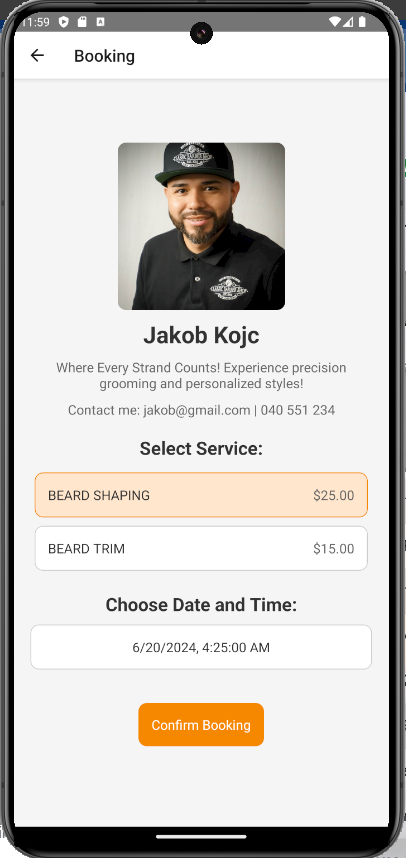 11:59
Booking
Jakob Kojc
Where Every Strand Counts! Experience precision
grooming and personalized styles!
Contact me: jakob@gmail.com | 040 551 234
Select Service:
BEARD SHAPING $25.00
BEARD TRIM $15.00
Choose Date and Time:
6/20/2024, 4:25:00 AM
Confirm Booking